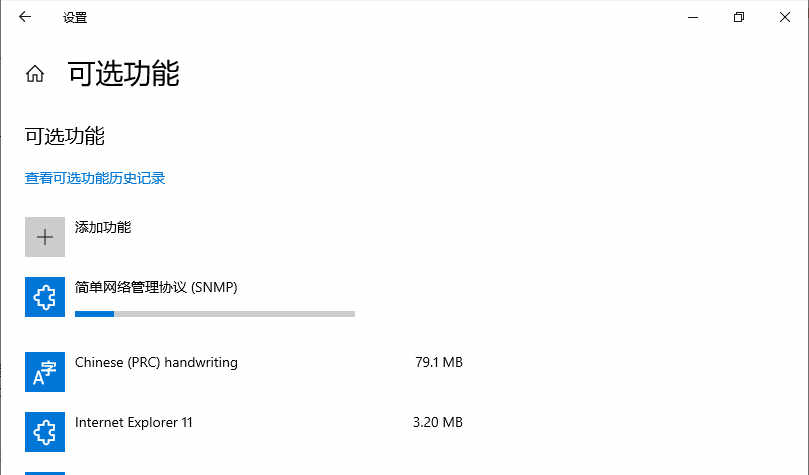 设置
可选功能
可选功能
查看可选功能历史记录
添加功能
简单网络管理协议 (SNMP)
Chinese (PRC) handwriting 79.1 MB
Internet Explorer 11 3.20 MB